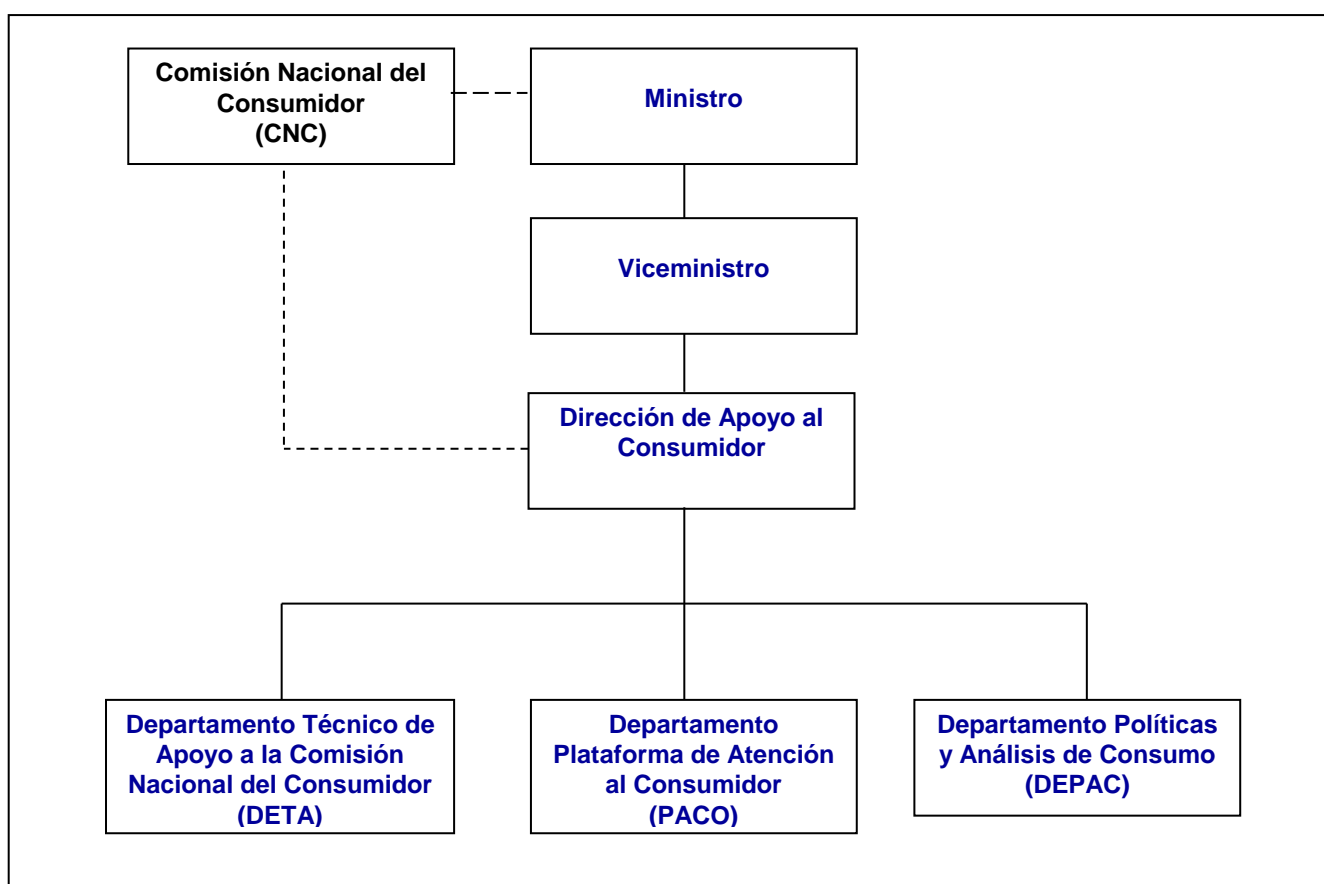 Comisión Nacional del
Consumidor
(CNC)
Ministro
Viceministro
Dirección de Apoyo al
Consumidor
Departamento Técnico de
Apoyo a la Comisión
Nacional del Consumidor
(DETA)
Departamento
Plataforma de Atención
al Consumidor
(PACO)
Departamento Políticas
y Análisis de Consumo
(DEPAC)